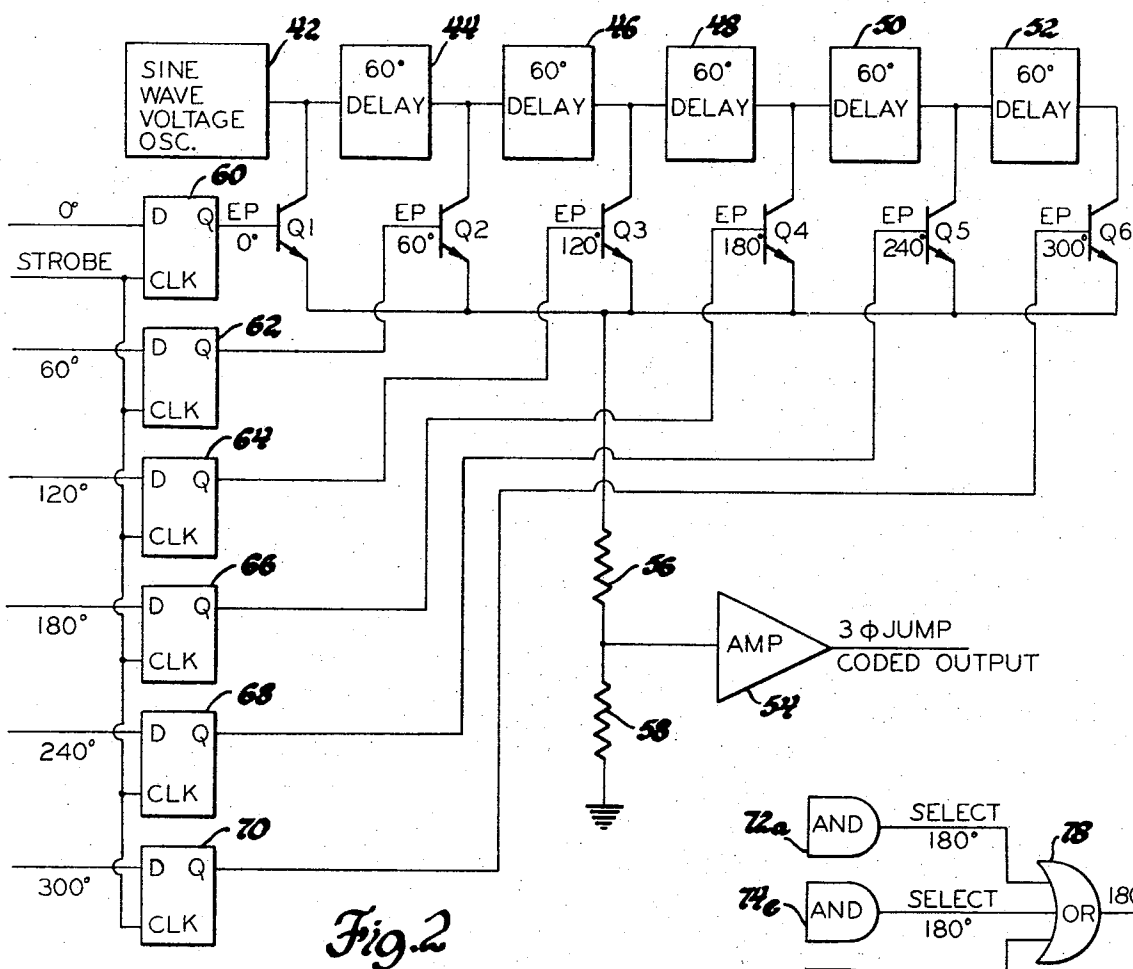 42
44
46
48
50
52
SINE
WAVE
VOLTAGE
OSC.
60°
DELAY
60°
DELAY
60°
DELAY
60°
DELAY
60°
DELAY
60
0°
D Q
CLK
EP
0°
Q1
EP
60°
Q2
EP
120°
Q3
EP
180°
Q4
EP
240°
Q5
EP
300°
Q6
STROBE
62
60°
D Q
CLK
64
120°
D Q
CLK
66
180°
D Q
CLK
68
240°
D Q
CLK
70
300°
D Q
CLK
56
58
AMP
54
3 ϕ JUMP
CODED OUTPUT
72a
AND
SELECT
180°
74e
AND
SELECT
180°
78
OR
180
Fig. 2